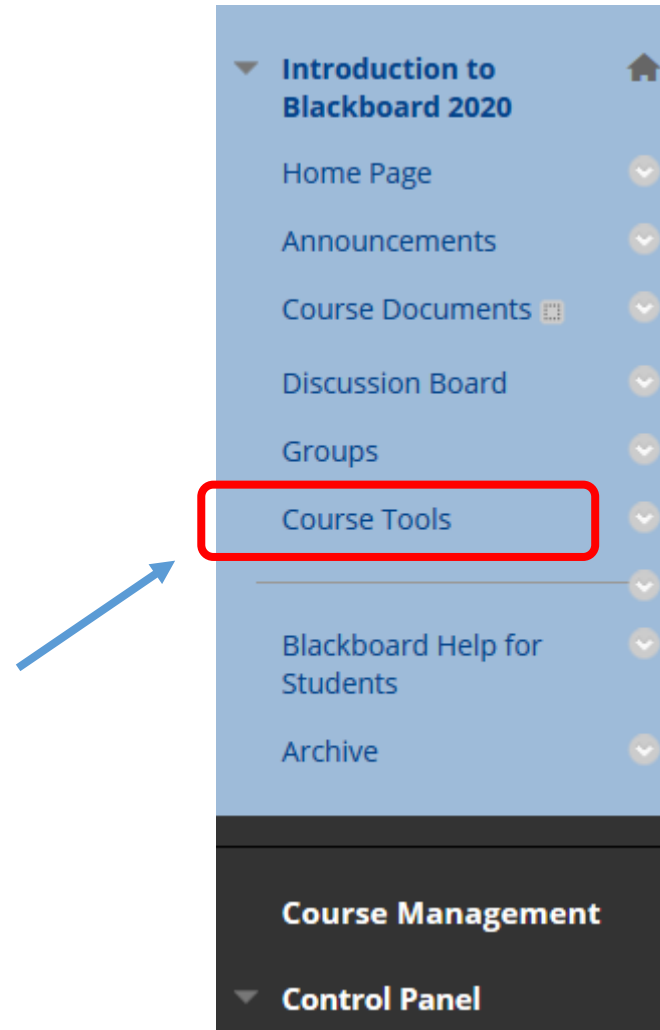 Introduction to
Blackboard 2020
Home Page
Announcements
Course Documents
Discussion Board
Groups
Course Tools
Blackboard Help for
Students
Archive
Course Management
Control Panel